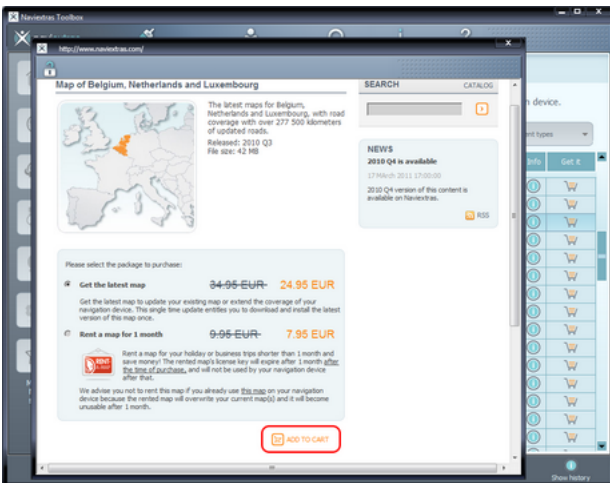 Naviextras Toolbox
http://www.naviextras.com/
Map of Belgium, Netherlands and Luxembourg
The latest maps for Belgium,
Netherlands and Luxembourg, with road
coverage with over 277 500 kilometers
of updated roads.
Released: 2010 Q3
File size: 42 MB
SEARCH CATALOG
NEWS
2010 Q4 is available
17 March 2011 17:00:00
2010 Q4 version of this content is
available on Naviextras.
RSS
Please select the package to purchase:
Get the latest map 34.95 EUR 24.95 EUR
Get the latest map to update your existing map or extend the coverage of your
navigation device. This single time update entitles you to download and install the latest
version of this map once.
Rent a map for 1 month 9.95 EUR 7.95 EUR
RENT
Rent a map for your holiday or business trips shorter than 1 month and
save money! The rented map's license key will expire after 1 month after
the time of purchase, and will not be used by your navigation device
after that.
We advise you not to rent this map if you already use this map on your navigation
device because the rented map will overwrite your current map(s) and it will become
unusable after 1 month.
ADD TO CART
device.
ent types
Info Get it
Show history